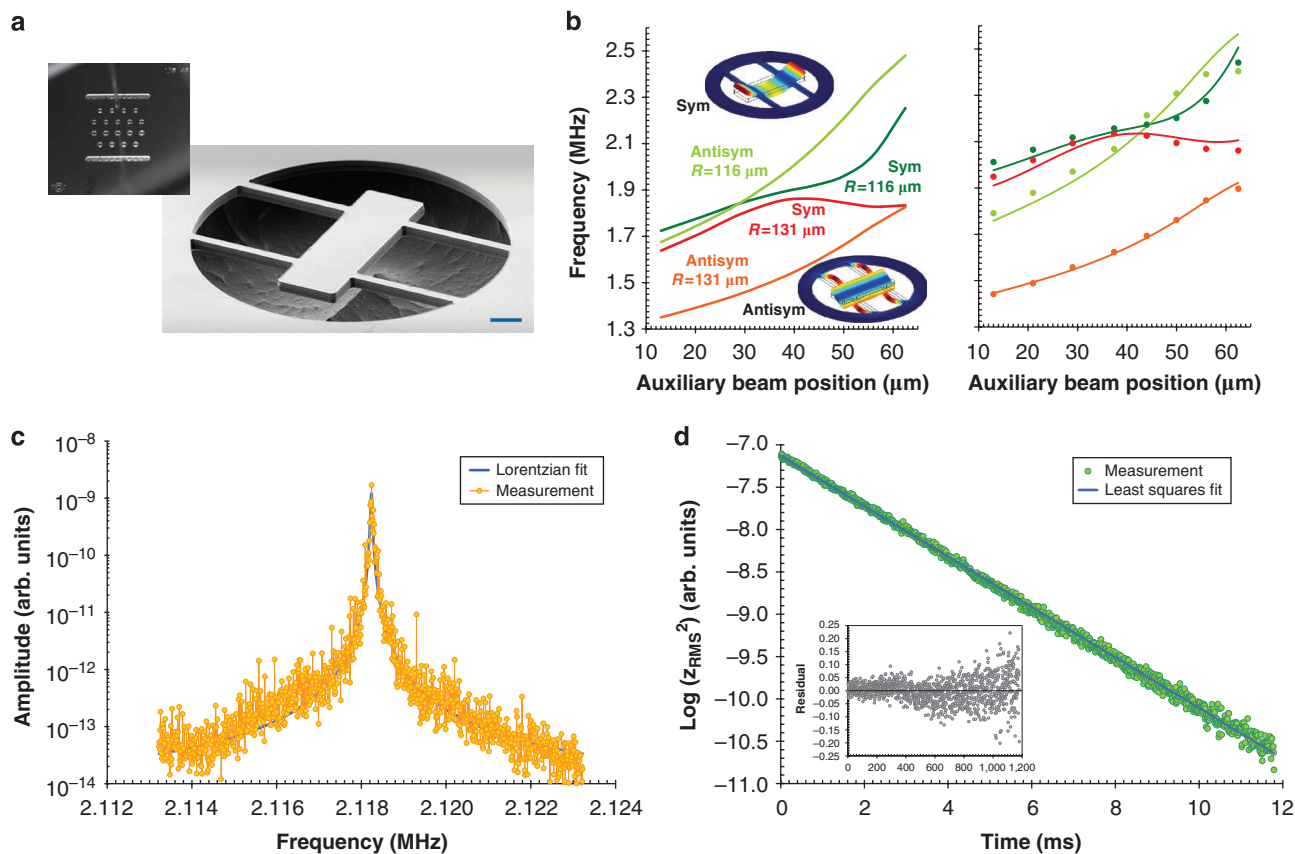 a
b
Frequency (MHz)
2.5
2.3
2.1
1.9
1.7
1.5
1.3
Sym
Antisym
R=116 μm
Sym
R=116 μm
Sym
R=131 μm
Antisym
R=131 μm
Antisym
10 20 30 40 50 60
10 20 30 40 50 60
Auxiliary beam position (μm)
Auxiliary beam position (μm)
c
Amplitude (arb. units)
10⁻⁸
10⁻⁹
10⁻¹⁰
10⁻¹¹
10⁻¹²
10⁻¹³
10⁻¹⁴
Lorentzian fit
Measurement
2.112 2.114 2.116 2.118 2.120 2.122 2.124
Frequency (MHz)
d
Log (z_RMS²) (arb. units)
−7.0
−7.5
−8.0
−8.5
−9.0
−9.5
−10.0
−10.5
−11.0
Measurement
Least squares fit
Residual
0.25
0.20
0.15
0.10
0.05
0.00
−0.05
−0.10
−0.15
−0.20
−0.25
0 200 400 600 800 1,000 1,200
0 2 4 6 8 10 12
Time (ms)